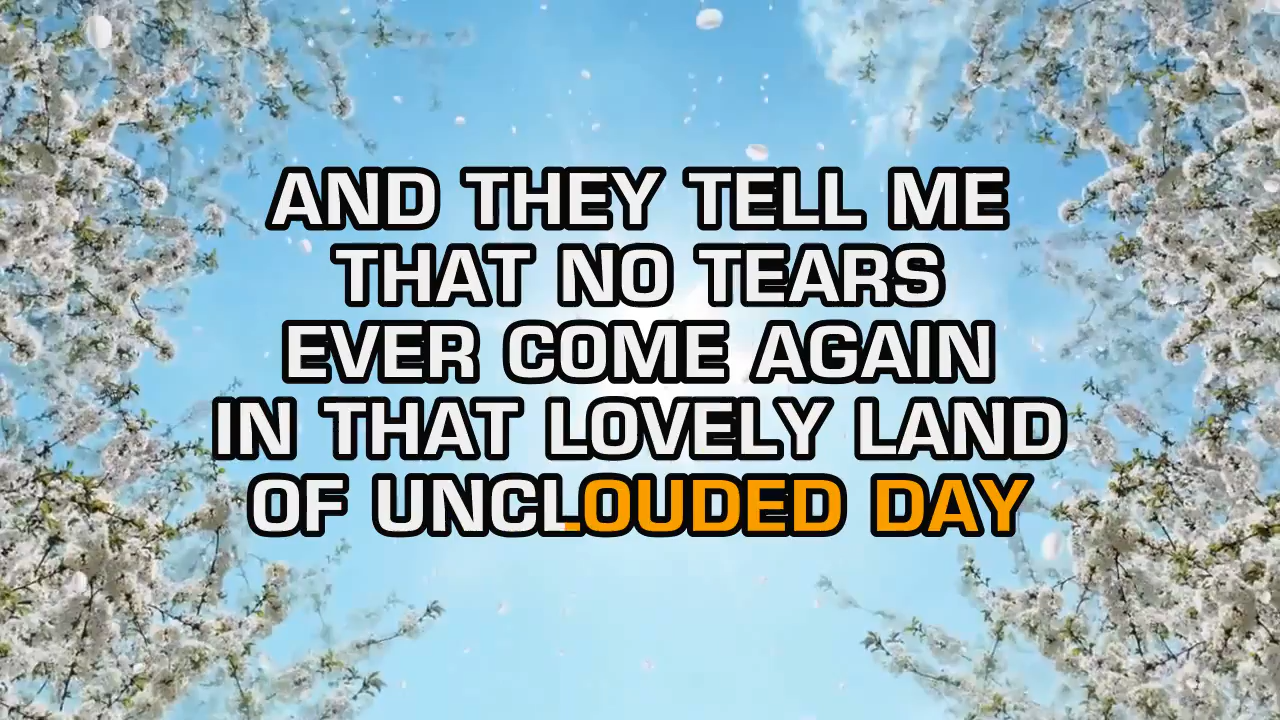 AND THEY TELL ME
THAT NO TEARS
EVER COME AGAIN
IN THAT LOVELY LAND
OF UNCLOUDED DAY